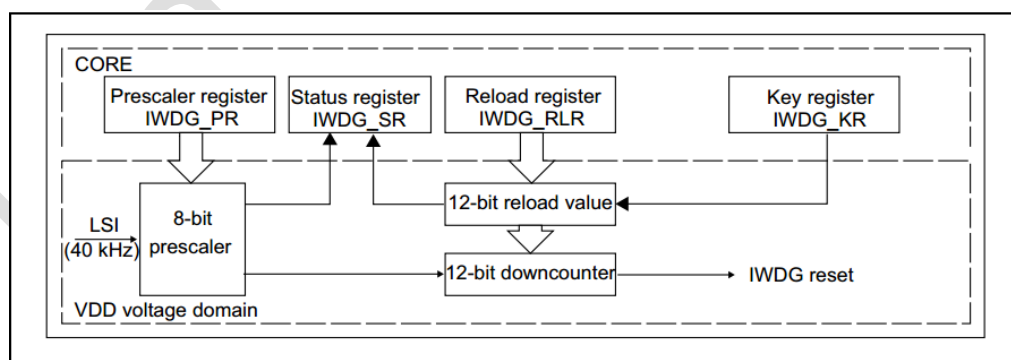 CORE
Prescaler register
IWDG_PR
Status register
IWDG_SR
Reload register
IWDG_RLR
Key register
IWDG_KR
LSI
(40 kHz)
8-bit
prescaler
12-bit reload value
12-bit downcounter
IWDG reset
VDD voltage domain